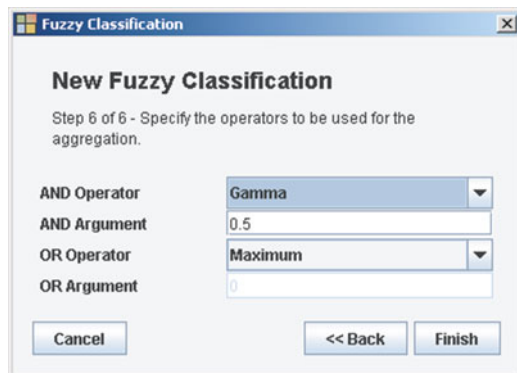 Fuzzy Classification
New Fuzzy Classification
Step 6 of 6 - Specify the operators to be used for the
aggregation.
AND Operator Gamma
AND Argument 0.5
OR Operator Maximum
OR Argument 0
Cancel << Back Finish